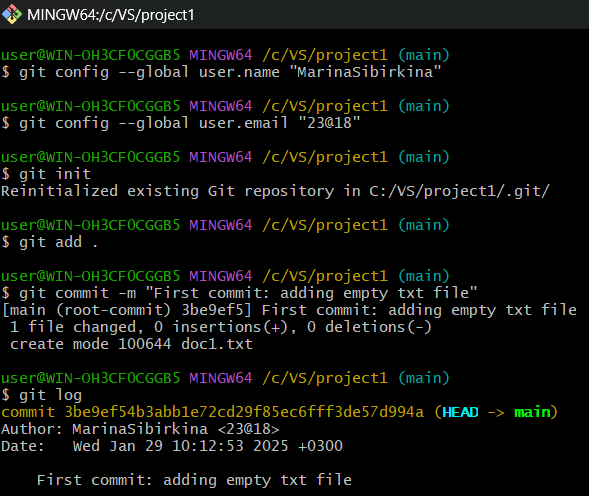 MINGW64:/c/VS/project1
user@WIN-OH3CFOCGGB5 MINGW64 /c/VS/project1 (main)
$ git config --global user.name "MarinaSibirkina"
user@WIN-OH3CFOCGGB5 MINGW64 /c/VS/project1 (main)
$ git config --global user.email "23@18"
user@WIN-OH3CFOCGGB5 MINGW64 /c/VS/project1 (main)
$ git init
Reinitialized existing Git repository in C:/VS/project1/.git/
user@WIN-OH3CFOCGGB5 MINGW64 /c/VS/project1 (main)
$ git add .
user@WIN-OH3CFOCGGB5 MINGW64 /c/VS/project1 (main)
$ git commit -m "First commit: adding empty txt file"
[main (root-commit) 3be9ef5] First commit: adding empty txt file
 1 file changed, 0 insertions(+), 0 deletions(-)
 create mode 100644 doc1.txt
user@WIN-OH3CFOCGGB5 MINGW64 /c/VS/project1 (main)
$ git log
commit 3be9ef54b3abb1e72cd29f85ec6fff3de57d994a (HEAD -> main)
Author: MarinaSibirkina <23@18>
Date:   Wed Jan 29 10:12:53 2025 +0300
    First commit: adding empty txt file